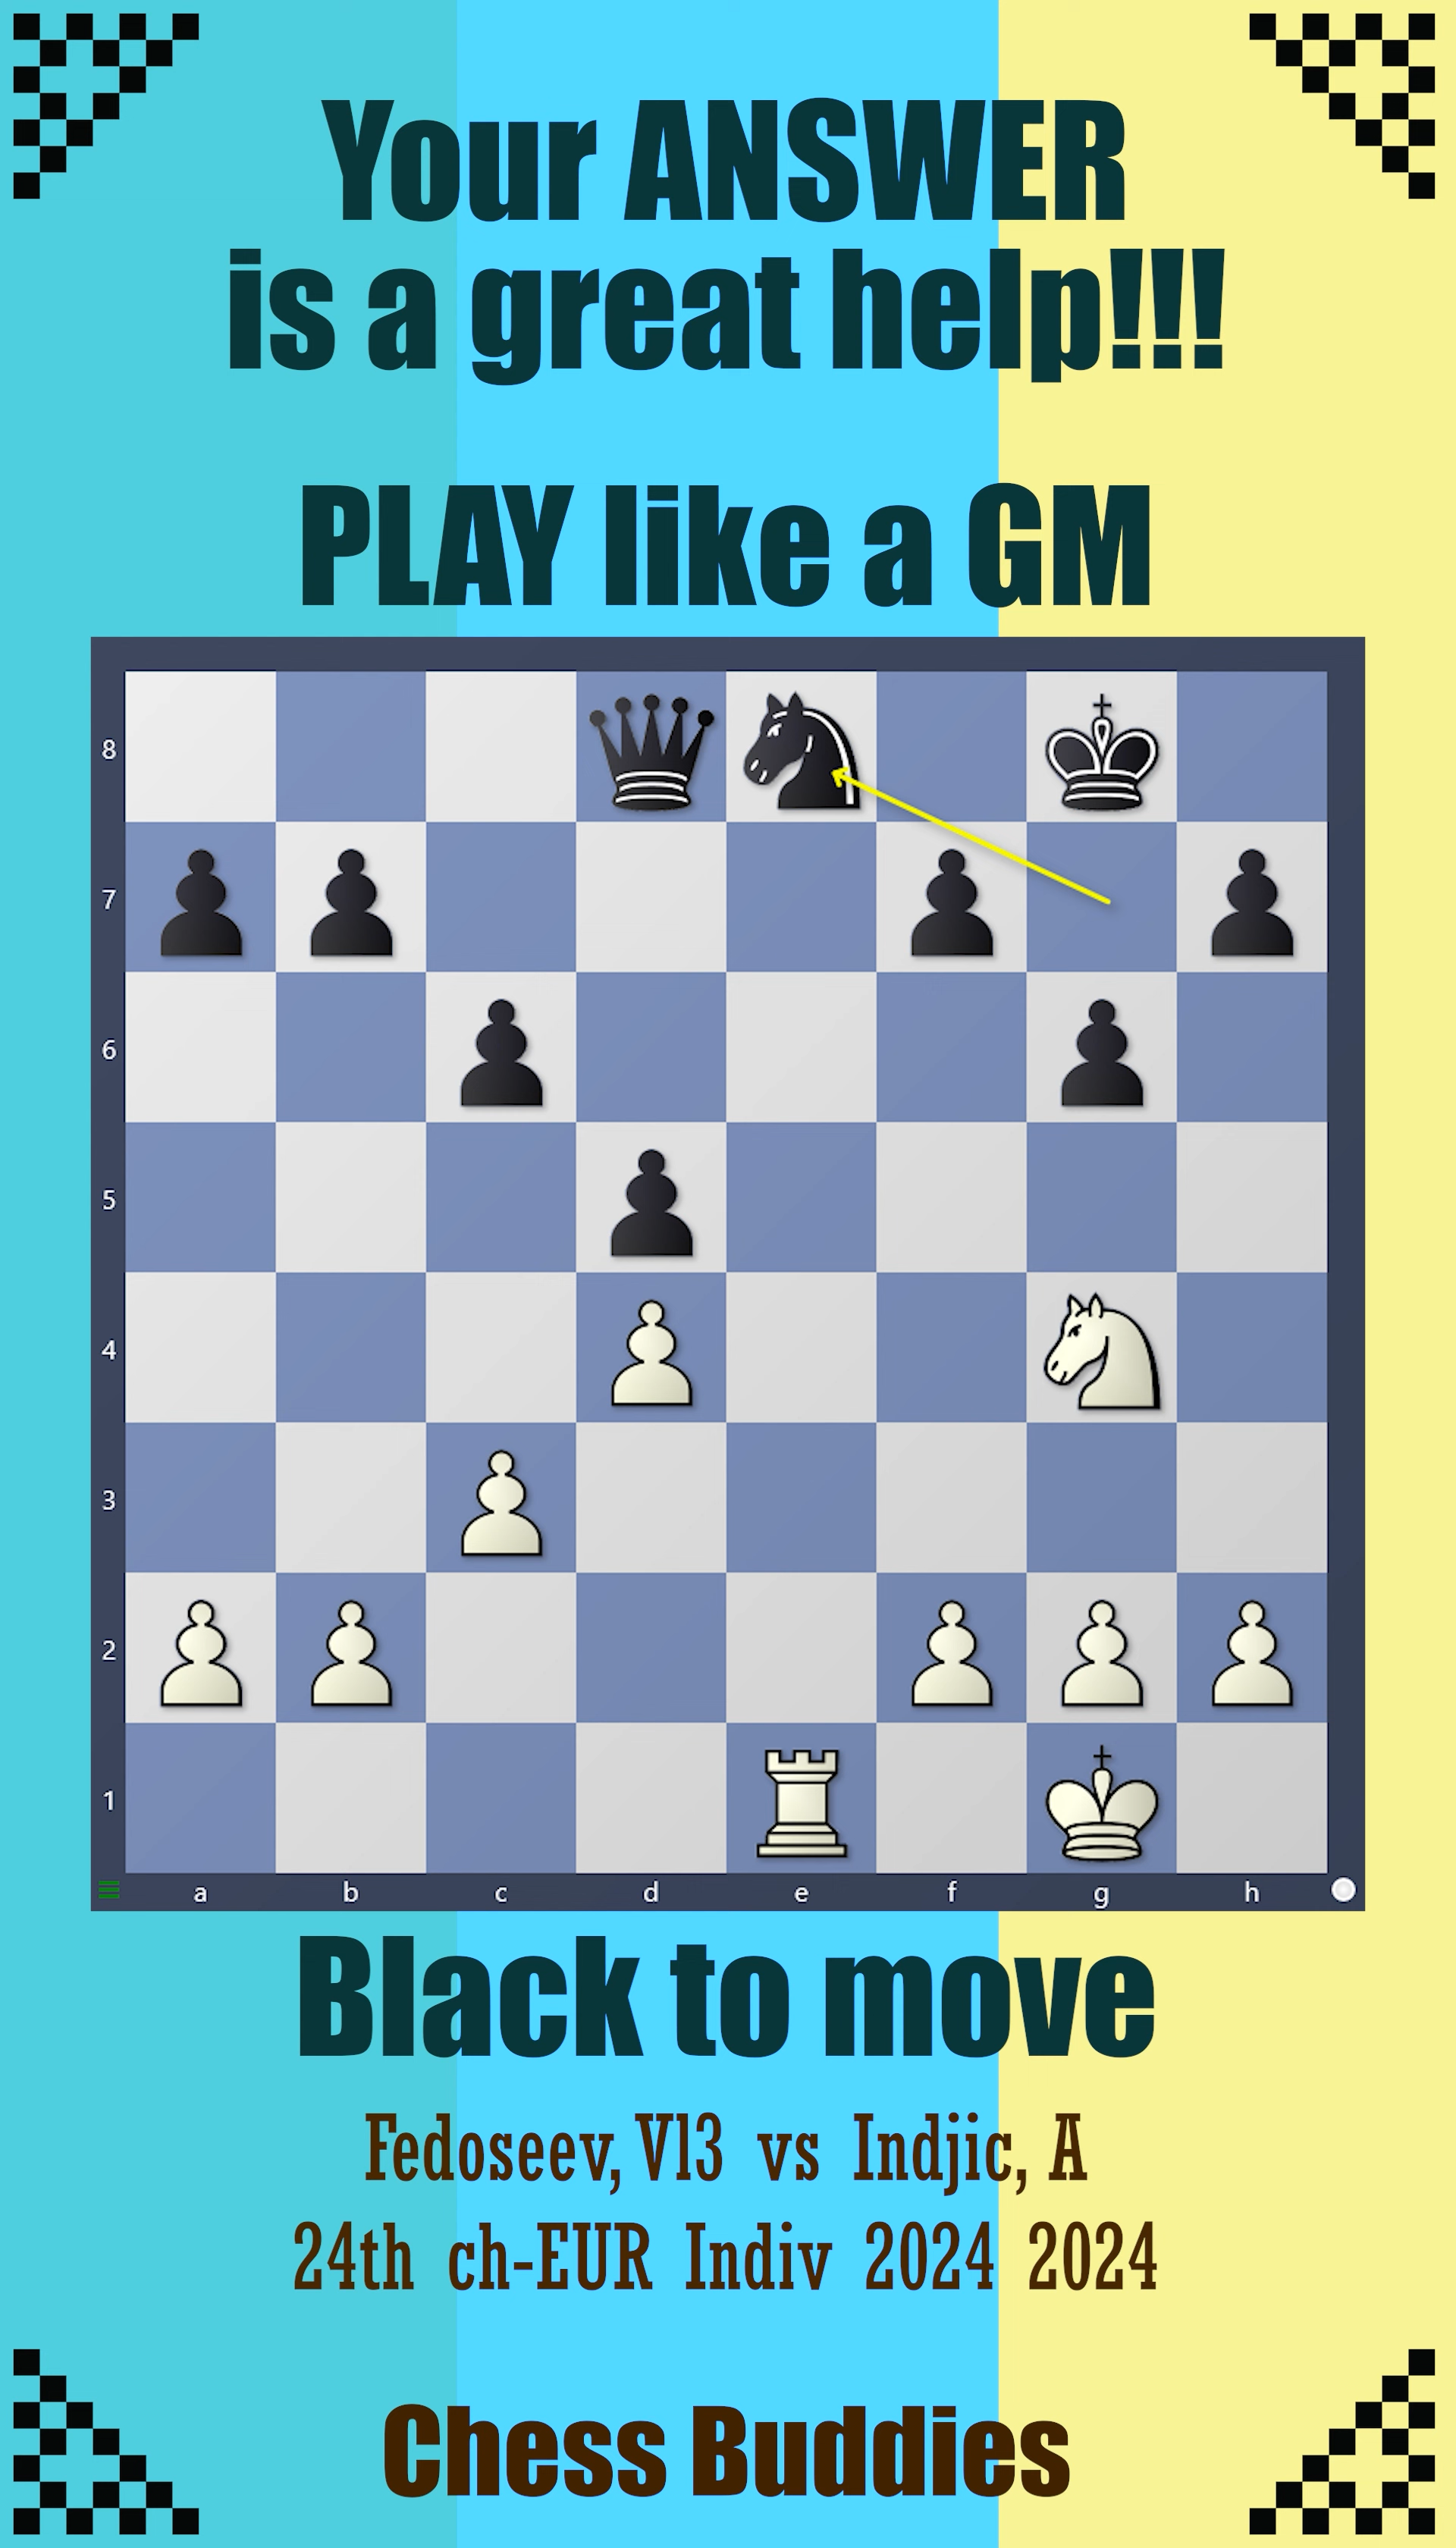 Your ANSWER
is a great help!!!
PLAY like a GM
8
7
6
5
4
3
2
1
a b c d e f g h
Black to move
Fedoseev, Vl3 vs Indjic, A
24th ch-EUR Indiv 2024 2024
Chess Buddies